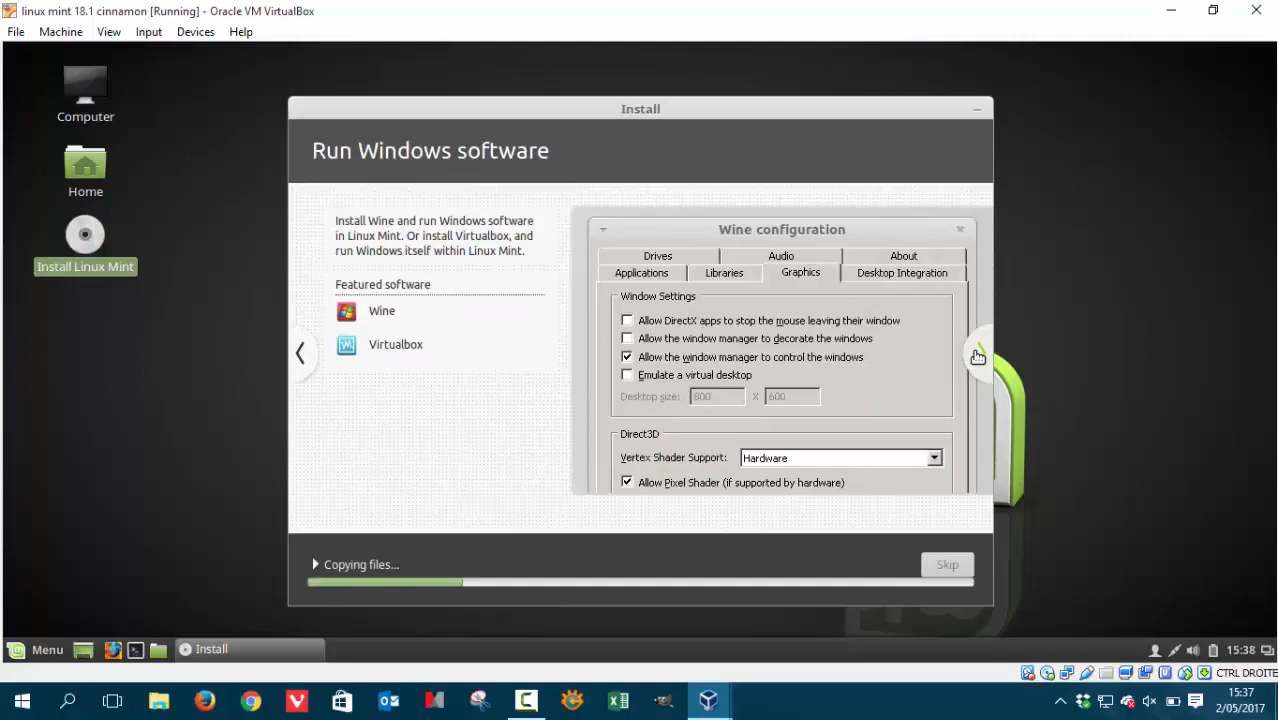 linux mint 18.1 cinnamon [Running] - Oracle VM VirtualBox
File Machine View Input Devices Help
Computer
Home
Install Linux Mint
Install
Run Windows software
Install Wine and run Windows software
in Linux Mint. Or install Virtualbox, and
run Windows itself within Linux Mint.
Featured software
Wine
Virtualbox
Wine configuration
Drives Audio About
Applications Libraries Graphics Desktop Integration
Window Settings
Allow DirectX apps to stop the mouse leaving their window
Allow the window manager to decorate the windows
Allow the window manager to control the windows
Emulate a virtual desktop
Desktop size: 800 X 600
Direct3D
Vertex Shader Support: Hardware
Allow Pixel Shader (if supported by hardware)
Copying files...
Skip
Menu Install 15:38
CTRL DROITE
15:37
2/05/2017